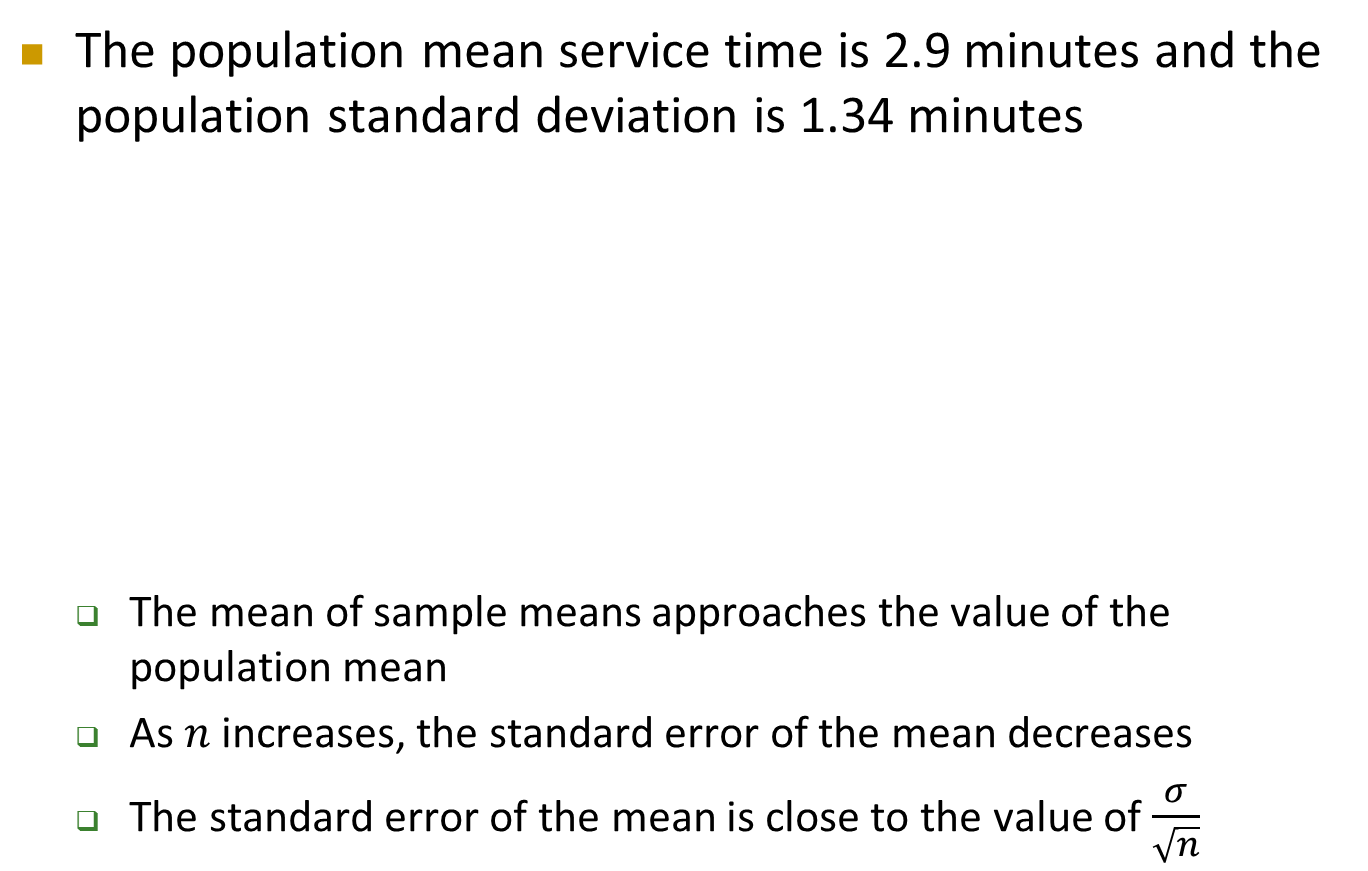 ■ The population mean service time is 2.9 minutes and the
population standard deviation is 1.34 minutes
❑ The mean of sample means approaches the value of the
population mean
❑ As 𝑛 increases, the standard error of the mean decreases
❑ The standard error of the mean is close to the value of σ/√𝑛